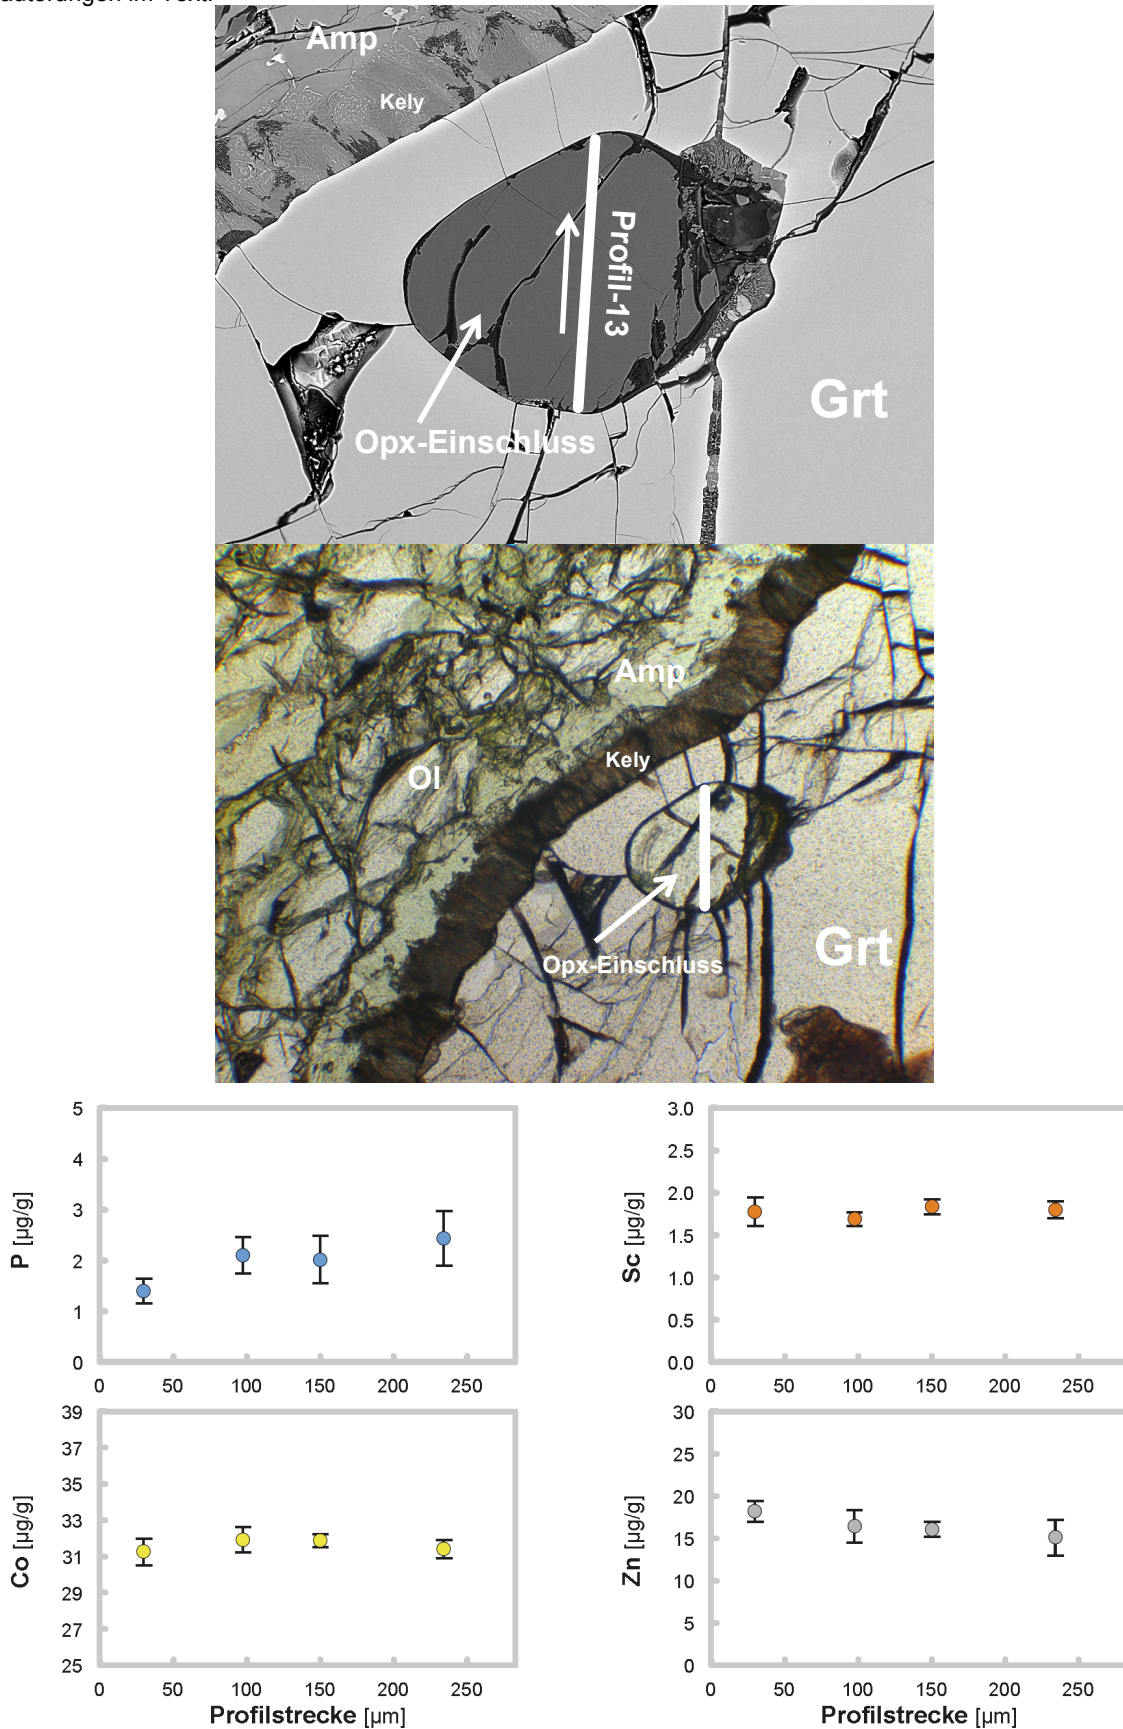 Amp
Kely
Profil-13
Opx-Einschluss
Grt
Amp
Kely
Ol
Opx-Einschluss
Grt
5
4
3
2
1
0
P [µg/g]
0 50 100 150 200 250
3.0
2.5
2.0
1.5
1.0
0.5
0.0
Sc [µg/g]
0 50 100 150 200 250
39
37
35
33
31
29
27
25
Co [µg/g]
0 50 100 150 200 250
Profilstrecke [µm]
30
25
20
15
10
5
0
Zn [µg/g]
0 50 100 150 200 250
Profilstrecke [µm]